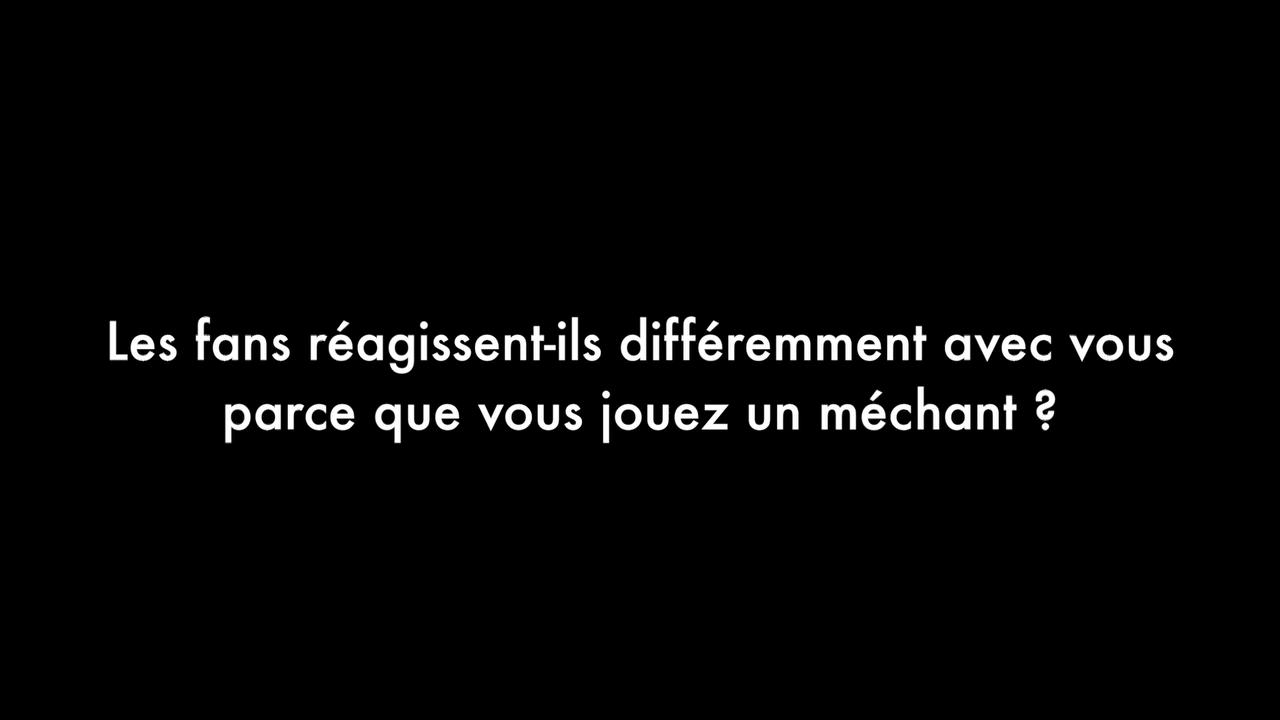 Les fans réagissent-ils différemment avec vous
parce que vous jouez un méchant ?